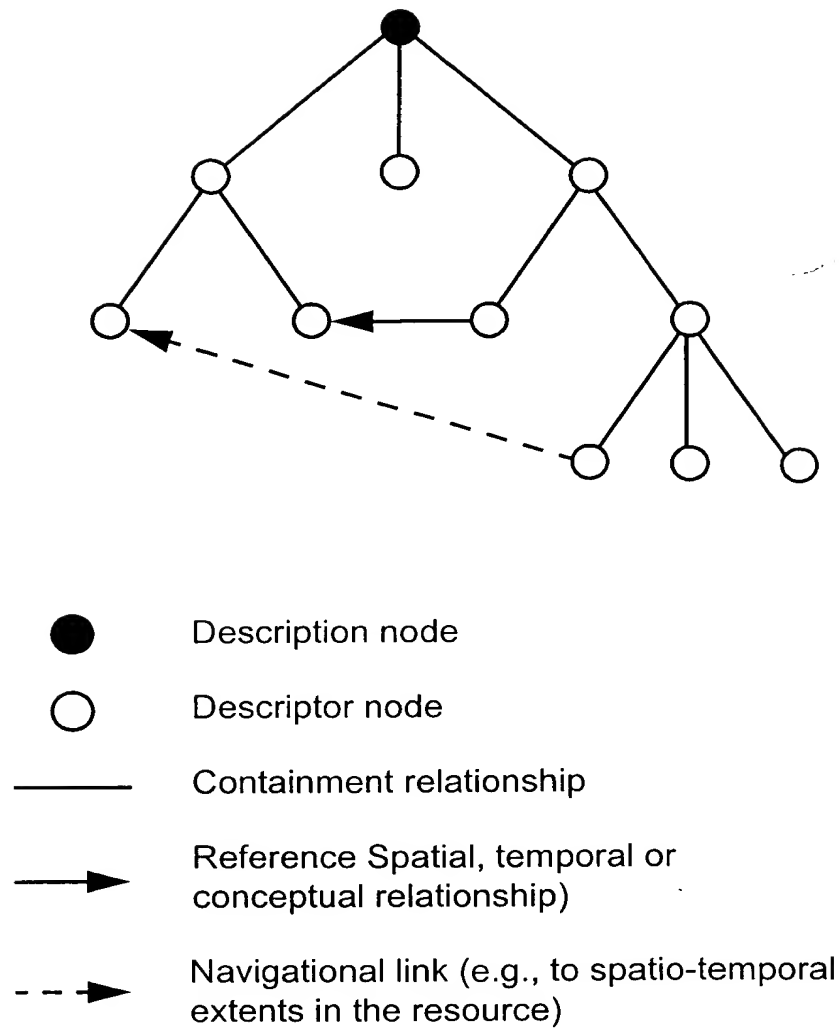 Description node
Descriptor node
Containment relationship
Reference Spatial, temporal or
conceptual relationship)
Navigational link (e.g., to spatio-temporal
extents in the resource)